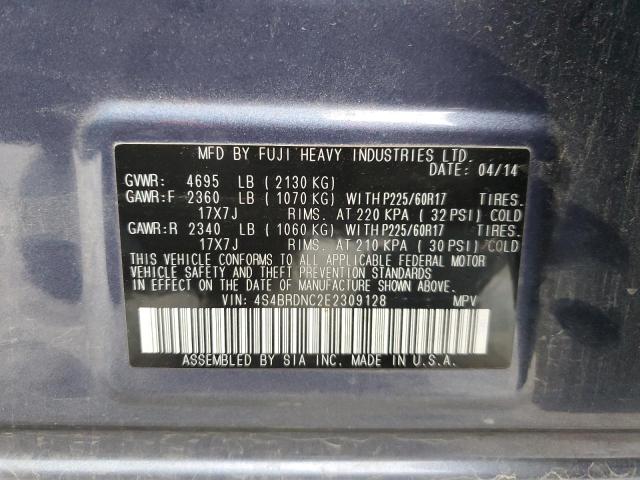 MFD BY FUJI HEAVY INDUSTRIES LTD.
DATE: 04/14
GVWR: 4695 LB ( 2130 KG)
GAWR:F 2360 LB ( 1070 KG) WITH P225/60R17 TIRES.
17X7J RIMS. AT 220 KPA ( 32 PSI) COLD
GAWR:R 2340 LB ( 1060 KG) WITH P225/60R17 TIRES.
17X7J RIMS. AT 210 KPA ( 30 PSI) COLD
THIS VEHICLE CONFORMS TO ALL APPLICABLE FEDERAL MOTOR
VEHICLE SAFETY AND THEFT PREVENTION STANDARDS
IN EFFECT ON THE DATE OF MANUFACTURE SHOWN ABOVE.
VIN: 4S4BRDNC2E2309128 MPV
ASSEMBLED BY SIA INC. MADE IN U.S.A.